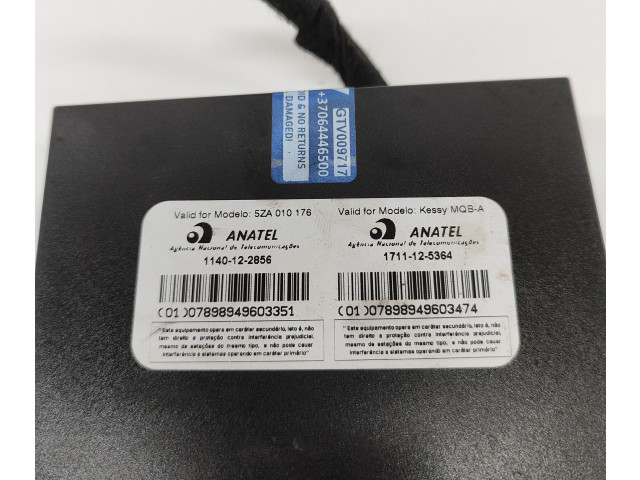 GTV009717
+37064446500
ID & NO RETURNS
DAMAGED!
Valid for Modelo: 5ZA 010 176
ANATEL
Agência Nacional de Telecomunicações
1140-12-2856
(01)07898949603351
"Este equipamento opera em caráter secundário, isto é, não
tem direito a proteção contra interferência prejudicial,
mesmo de estações do mesmo tipo, e não pode causar
interferência a sistemas operando em caráter primário"
Valid for Modelo: Kessy MQB-A
ANATEL
Agência Nacional de Telecomunicações
1711-12-5364
(01)07898949603474
"Este equipamento opera em caráter secundário, isto é, não
tem direito a proteção contra interferência prejudicial,
mesmo de estações do mesmo tipo, e não pode causar
interferência a sistemas operando em caráter primário"